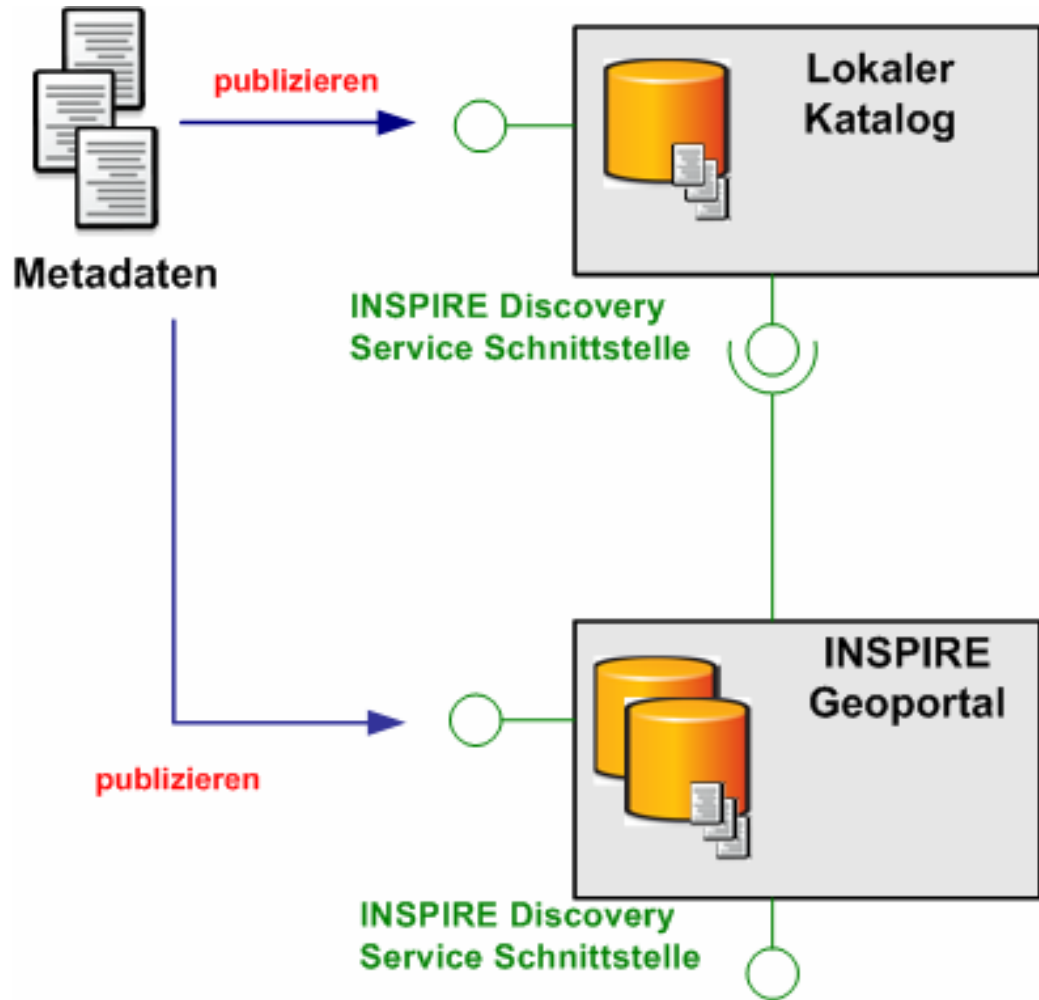 publizieren
Lokaler
Katalog
Metadaten
INSPIRE Discovery
Service Schnittstelle
INSPIRE
Geoportal
publizieren
INSPIRE Discovery
Service Schnittstelle